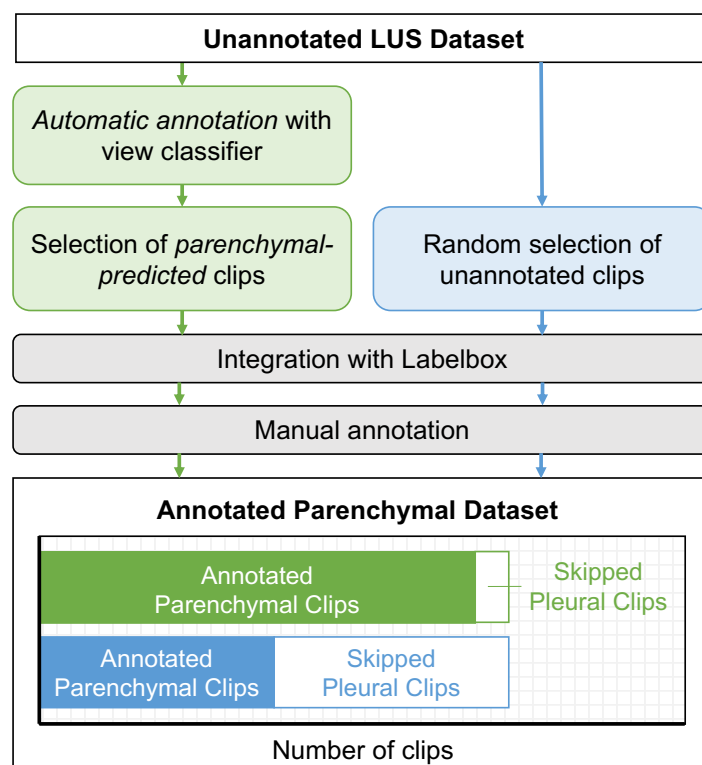 Unannotated LUS Dataset
Automatic annotation with
view classifier
Selection of parenchymal-
predicted clips
Random selection of
unannotated clips
Integration with Labelbox
Manual annotation
Annotated Parenchymal Dataset
Annotated
Parenchymal Clips
Skipped
Pleural Clips
Annotated
Parenchymal Clips
Skipped
Pleural Clips
Number of clips